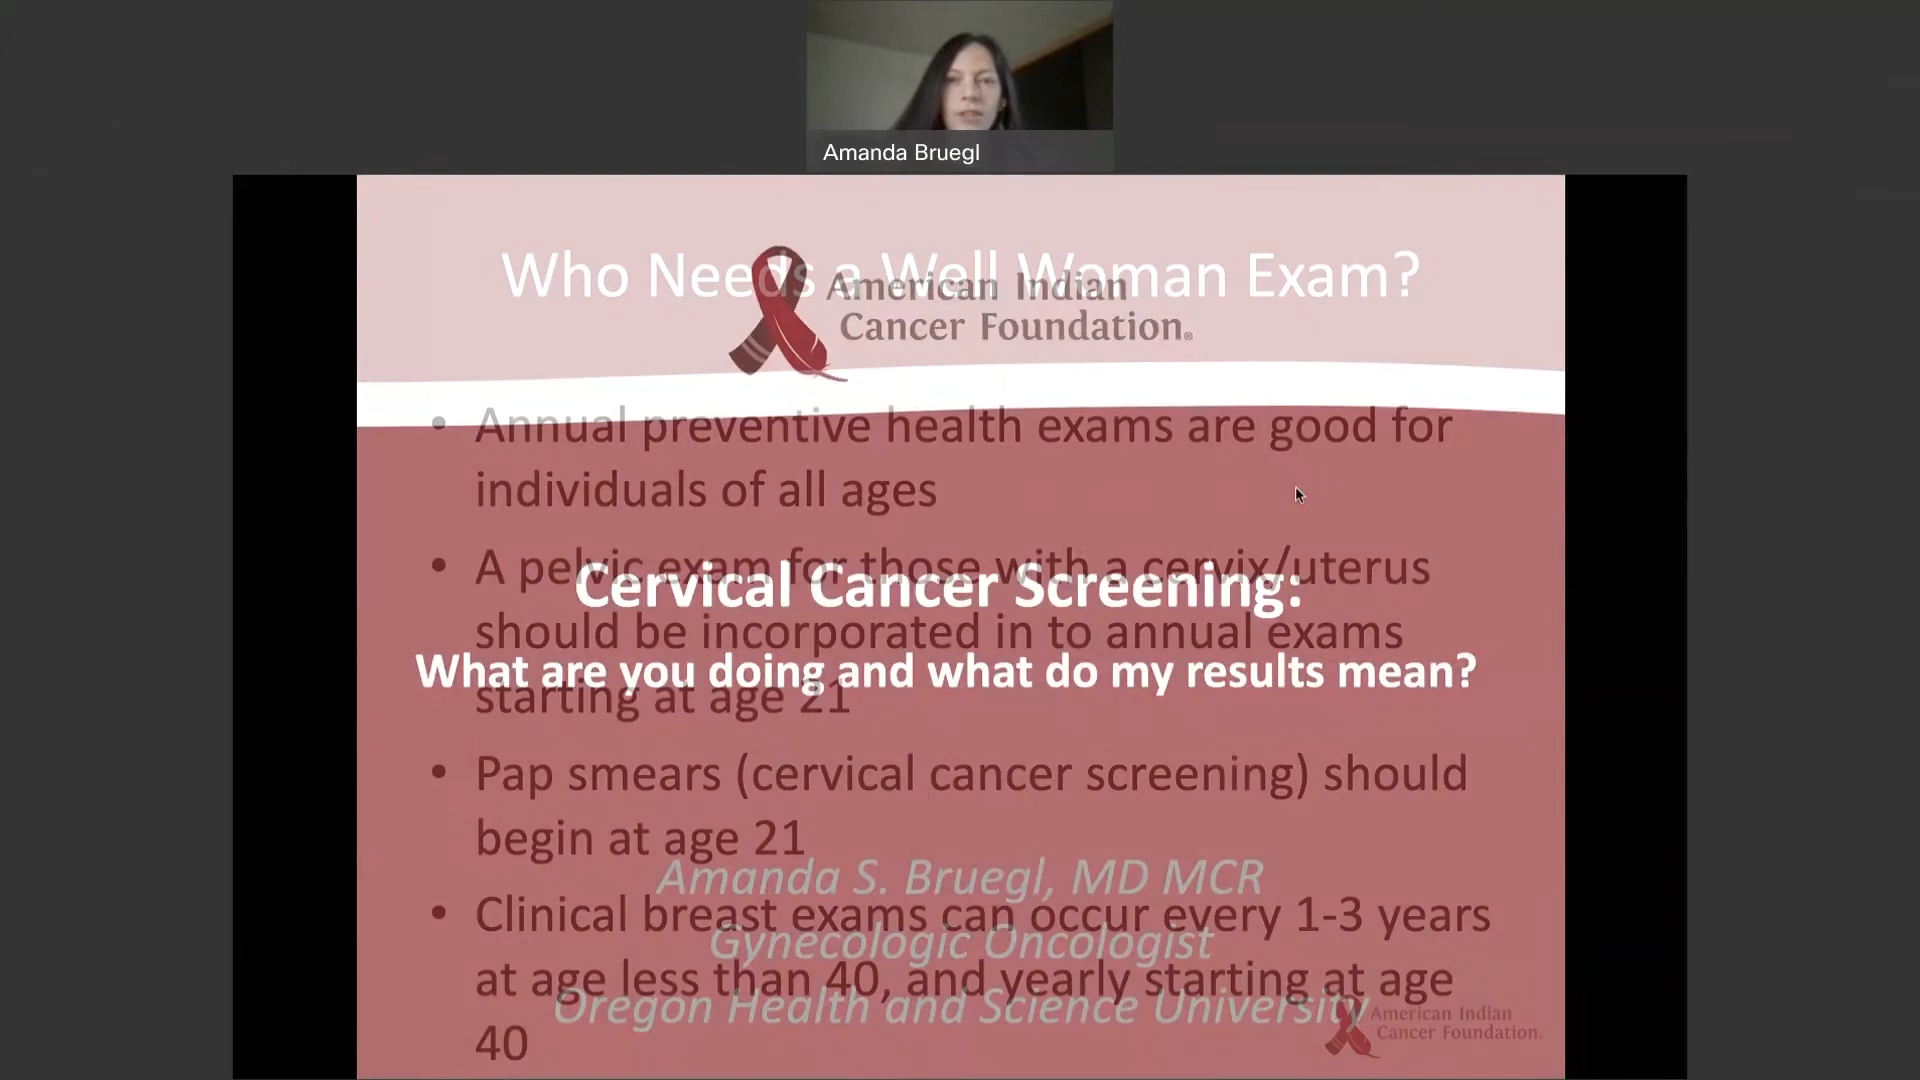 Amanda Bruegl
Who Needs a Well Woman Exam?
American Indian
Cancer Foundation®
• Annual preventive health exams are good for
individuals of all ages
• A pelvic exam for those with a cervix/uterus
should be incorporated in to annual exams
starting at age 21
Cervical Cancer Screening:
What are you doing and what do my results mean?
• Pap smears (cervical cancer screening) should
begin at age 21
• Clinical breast exams can occur every 1-3 years
at age less than 40, and yearly starting at age
40
Amanda S. Bruegl, MD MCR
Gynecologic Oncologist
Oregon Health and Science University
American Indian
Cancer Foundation®